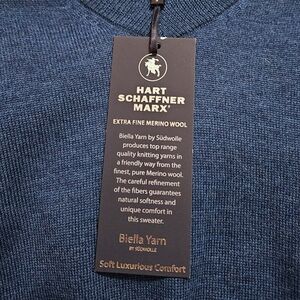 HART
SCHAFFNER
MARX®
EXTRA FINE MERINO WOOL
Biella Yarn by Südwolle
produces top range
quality knitting yarns in
a friendly way from the
finest, pure Merino wool.
The careful refinement
of the fibers guarantees
natural softness and
unique comfort in
this sweater.
Biella Yarn
BY SÜDWOLLE
Soft Luxurious Comfort